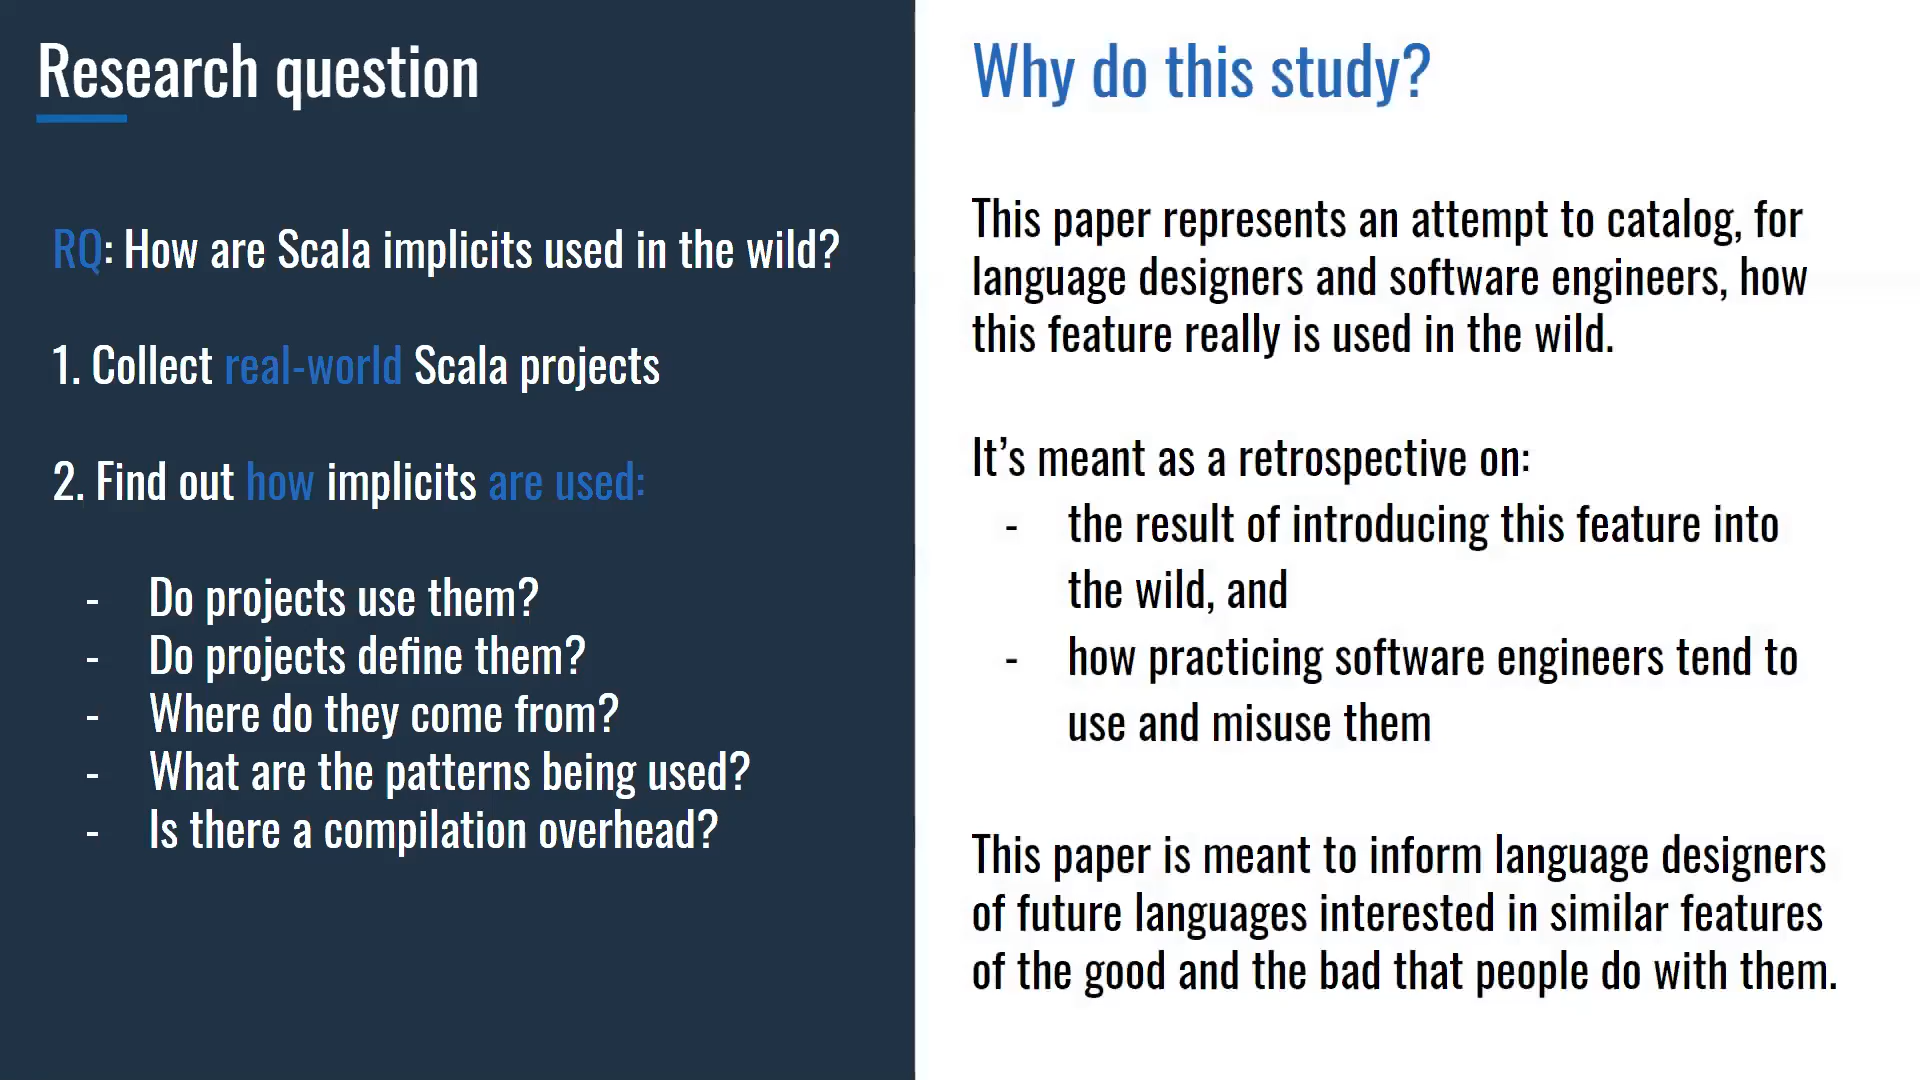 Research question
RQ: How are Scala implicits used in the wild?
1. Collect real-world Scala projects
2. Find out how implicits are used:
- Do projects use them?
- Do projects define them?
- Where do they come from?
- What are the patterns being used?
- Is there a compilation overhead?
Why do this study?
This paper represents an attempt to catalog, for
language designers and software engineers, how
this feature really is used in the wild.
It’s meant as a retrospective on:
- the result of introducing this feature into
the wild, and
- how practicing software engineers tend to
use and misuse them
This paper is meant to inform language designers
of future languages interested in similar features
of the good and the bad that people do with them.